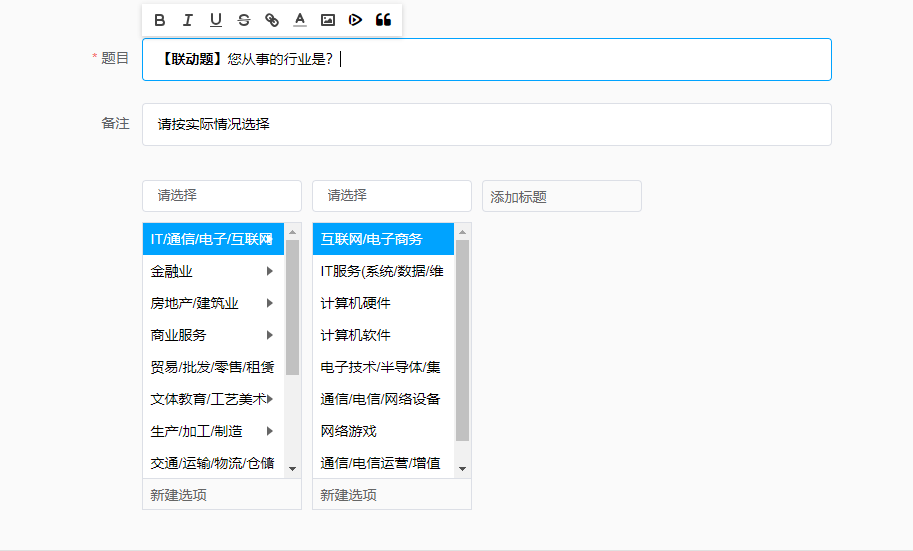 B I U S A
* 题目
【联动题】您从事的行业是?
备注
请按实际情况选择
请选择
请选择
添加标题
IT/通信/电子/互联网
金融业
房地产/建筑业
商业服务
贸易/批发/零售/租赁
文体教育/工艺美术
生产/加工/制造
交通/运输/物流/仓储
新建选项
互联网/电子商务
IT服务(系统/数据/维
计算机硬件
计算机软件
电子技术/半导体/集
通信/电信/网络设备
网络游戏
通信/电信运营/增值
新建选项